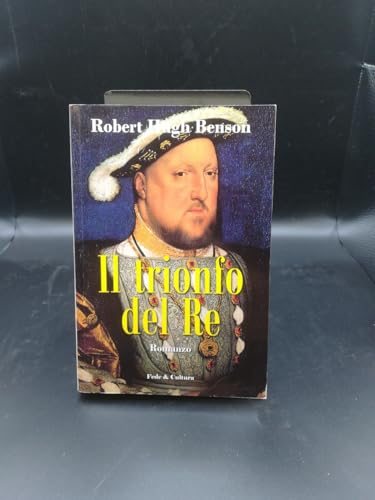 Robert Hugh Benson
Il trionfo
del Re
Romanzo
Fede & Cultura